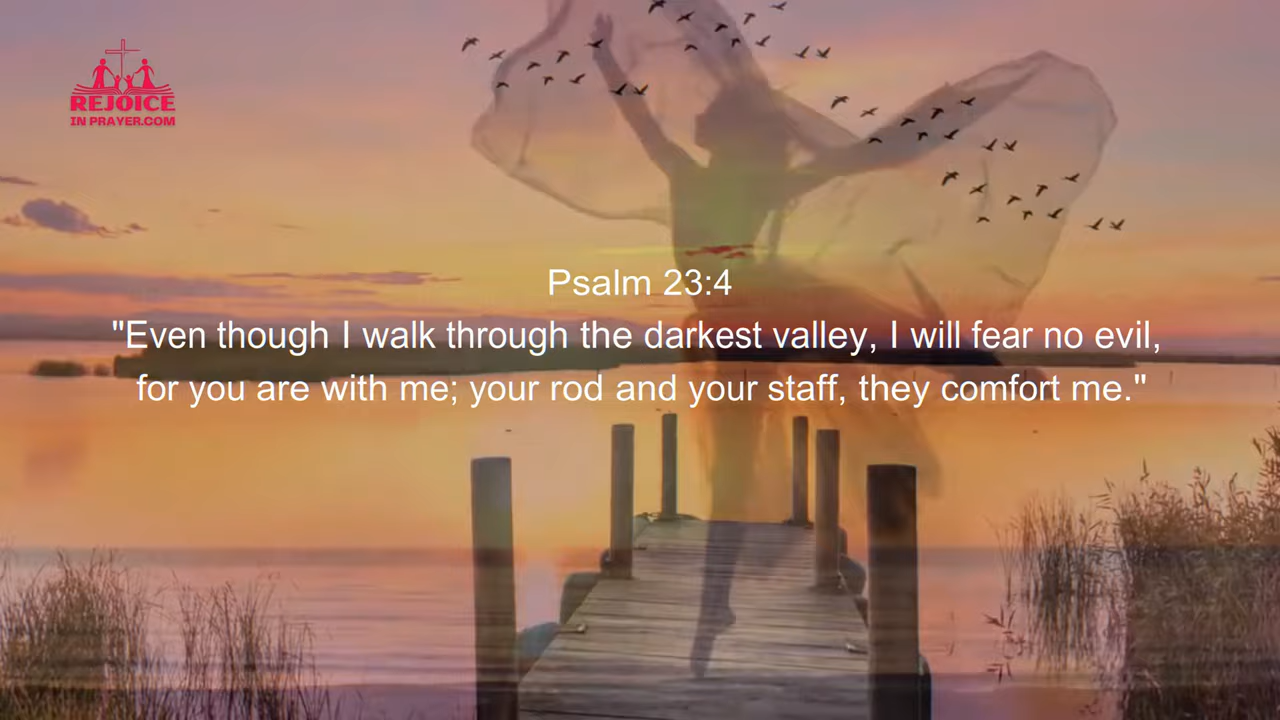 REJOICE
IN PRAYER.COM
Psalm 23:4
"Even though I walk through the darkest valley, I will fear no evil,
for you are with me; your rod and your staff, they comfort me."